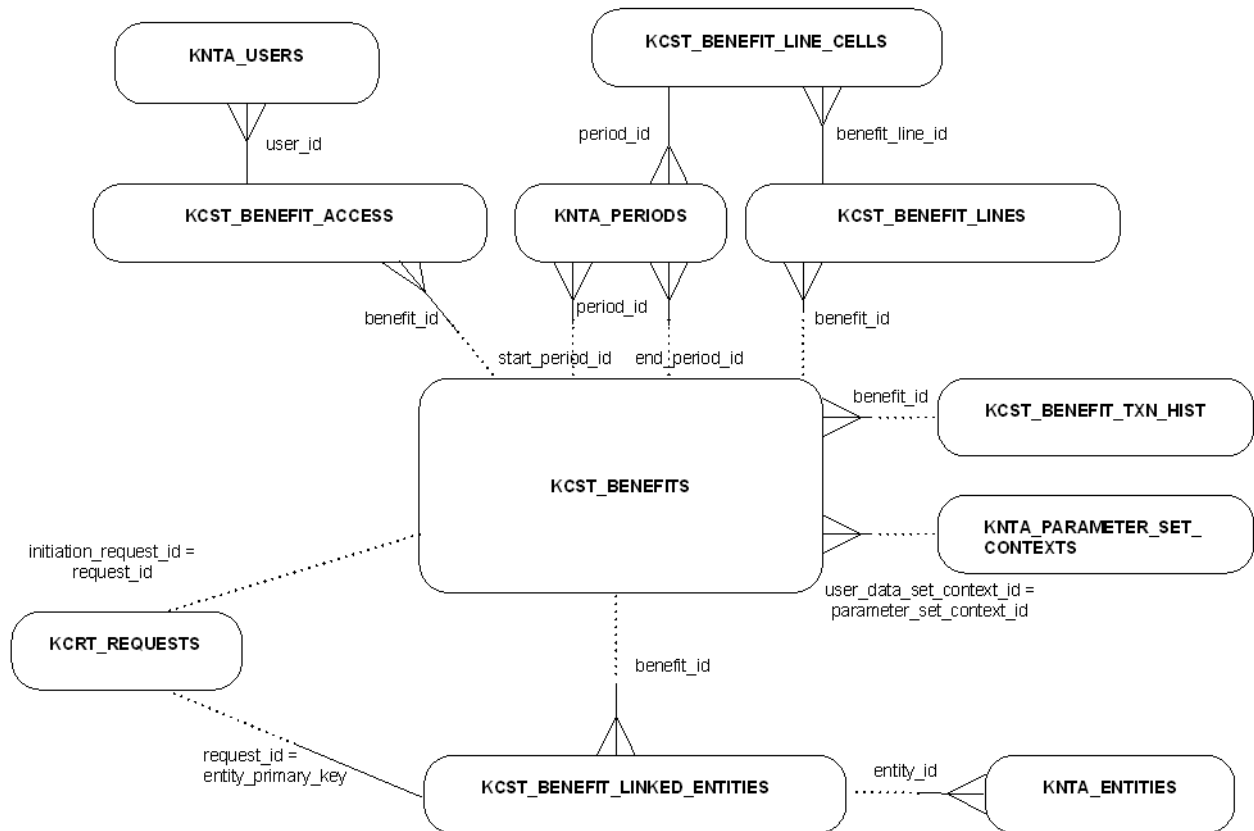 KNTA_USERS
KCST_BENEFIT_LINE_CELLS
user_id
period_id
benefit_line_id
KCST_BENEFIT_ACCESS
KNTA_PERIODS
KCST_BENEFIT_LINES
benefit_id
period_id
benefit_id
start_period_id
end_period_id
benefit_id
KCST_BENEFIT_TXN_HIST
KCST_BENEFITS
KNTA_PARAMETER_SET_
CONTEXTS
initiation_request_id =
request_id
user_data_set_context_id =
parameter_set_context_id
KCRT_REQUESTS
benefit_id
request_id =
entity_primary_key
KCST_BENEFIT_LINKED_ENTITIES
entity_id
KNTA_ENTITIES